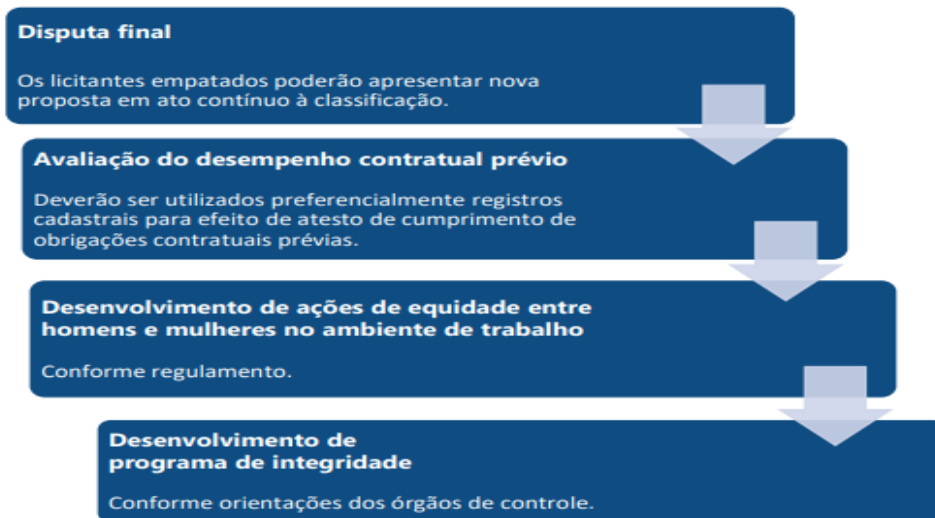 Disputa final
Os licitantes empatados poderão apresentar nova
proposta em ato contínuo à classificação.
Avaliação do desempenho contratual prévio
Deverão ser utilizados preferencialmente registros
cadastrais para efeito de atesto de cumprimento de
obrigações contratuais prévias.
Desenvolvimento de ações de equidade entre
homens e mulheres no ambiente de trabalho
Conforme regulamento.
Desenvolvimento de
programa de integridade
Conforme orientações dos órgãos de controle.